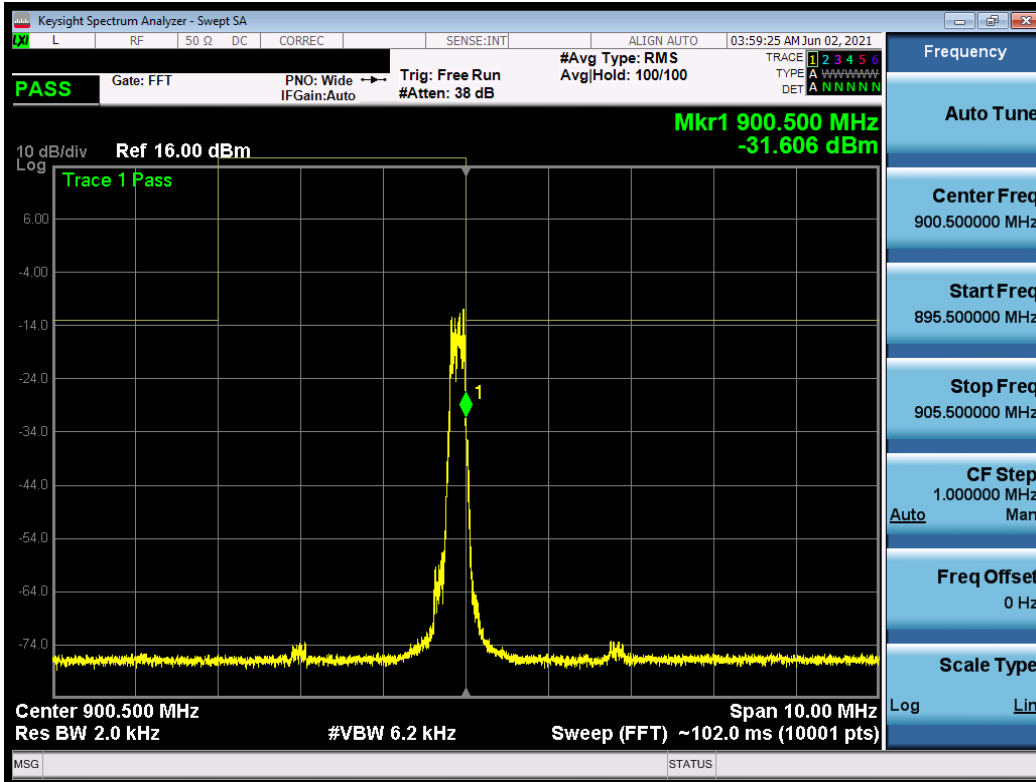 Keysight Spectrum Analyzer - Swept SA
LXI L RF 50 Ω DC CORREC SENSE:INT ALIGN AUTO 03:59:25 AM Jun 02, 2021
PASS
Gate: FFT
PNO: Wide
IFGain:Auto
Trig: Free Run
#Atten: 38 dB
#Avg Type: RMS
Avg|Hold: 100/100
TRACE 1 2 3 4 5 6
TYPE A WWWWW
DET A N N N N N
Mkr1 900.500 MHz
-31.606 dBm
10 dB/div Ref 16.00 dBm
Log
Trace 1 Pass
6.00
-4.00
-14.0
-24.0
1
-34.0
-44.0
-54.0
-64.0
-74.0
Center 900.500 MHz Span 10.00 MHz
Res BW 2.0 kHz #VBW 6.2 kHz Sweep (FFT) ~102.0 ms (10001 pts)
MSG STATUS
Frequency
Auto Tune
Center Freq
900.500000 MHz
Start Freq
895.500000 MHz
Stop Freq
905.500000 MHz
CF Step
1.000000 MHz
Auto Man
Freq Offset
0 Hz
Scale Type
Log Lin